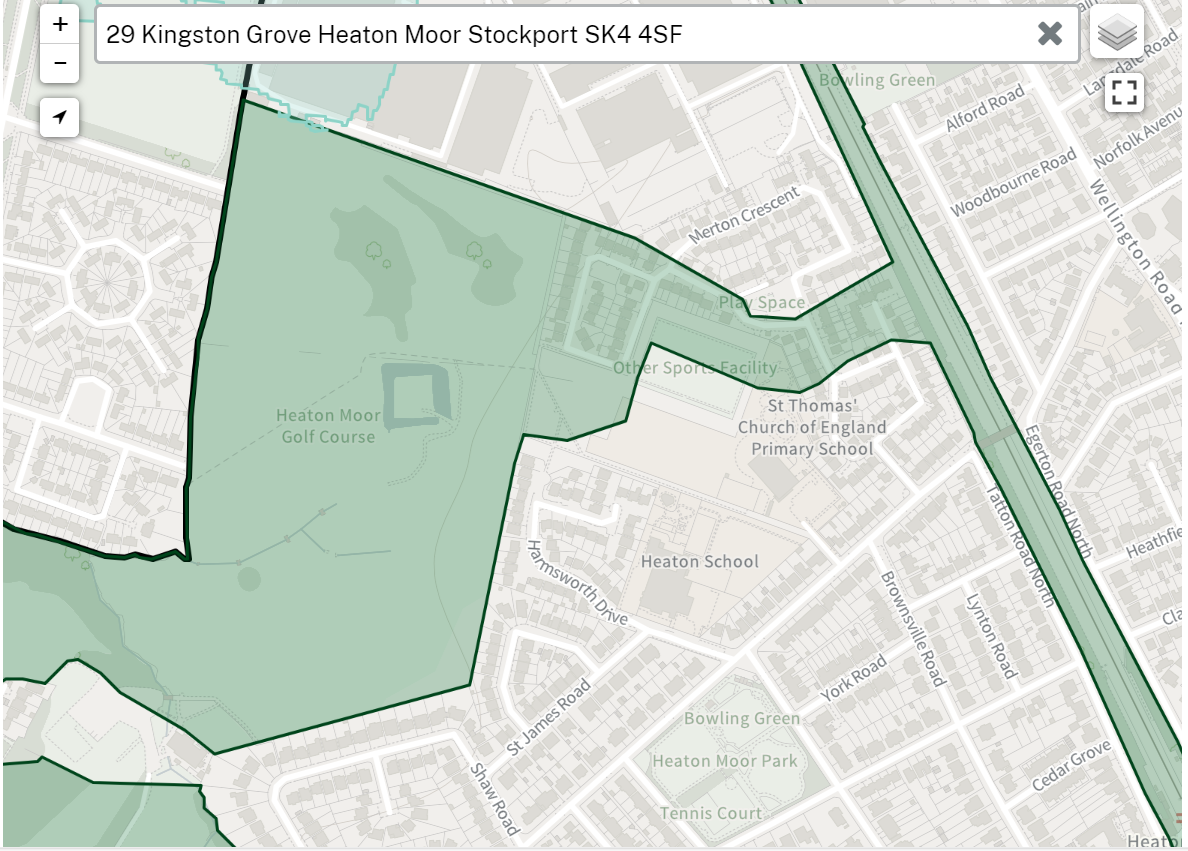 +
29 Kingston Grove Heaton Moor Stockport SK4 4SF
−
Bowling Green
Langdale Road
Alford Road
Norfolk Avenu
Woodbourne Road
Merton Crescent
Wellington Road
Play Space
Other Sports Facility
Heaton Moor
Golf Course
St Thomas'
Church of England
Primary School
Egerton Road North
Tatton Road North
Heathfie
Heaton School
Harmsworth Drive
Brownsville Road
Lynton Road
Cla
York Road
St James Road
Bowling Green
Heaton Moor Park
Tennis Court
Cedar Grove
Shaw Road
Heato